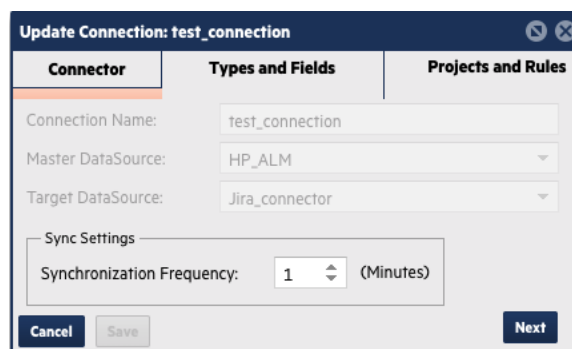 Update Connection: test_connection
Connector Types and Fields Projects and Rules
Connection Name: test_connection
Master DataSource: HP_ALM
Target DataSource: Jira_connector
Sync Settings
Synchronization Frequency: 1 (Minutes)
Cancel Save Next